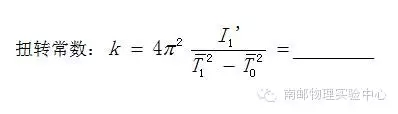 扭转常数: k = 4π² I₁' / (T̄₁² − T̄₀²) = ________
南邮物理实验中心